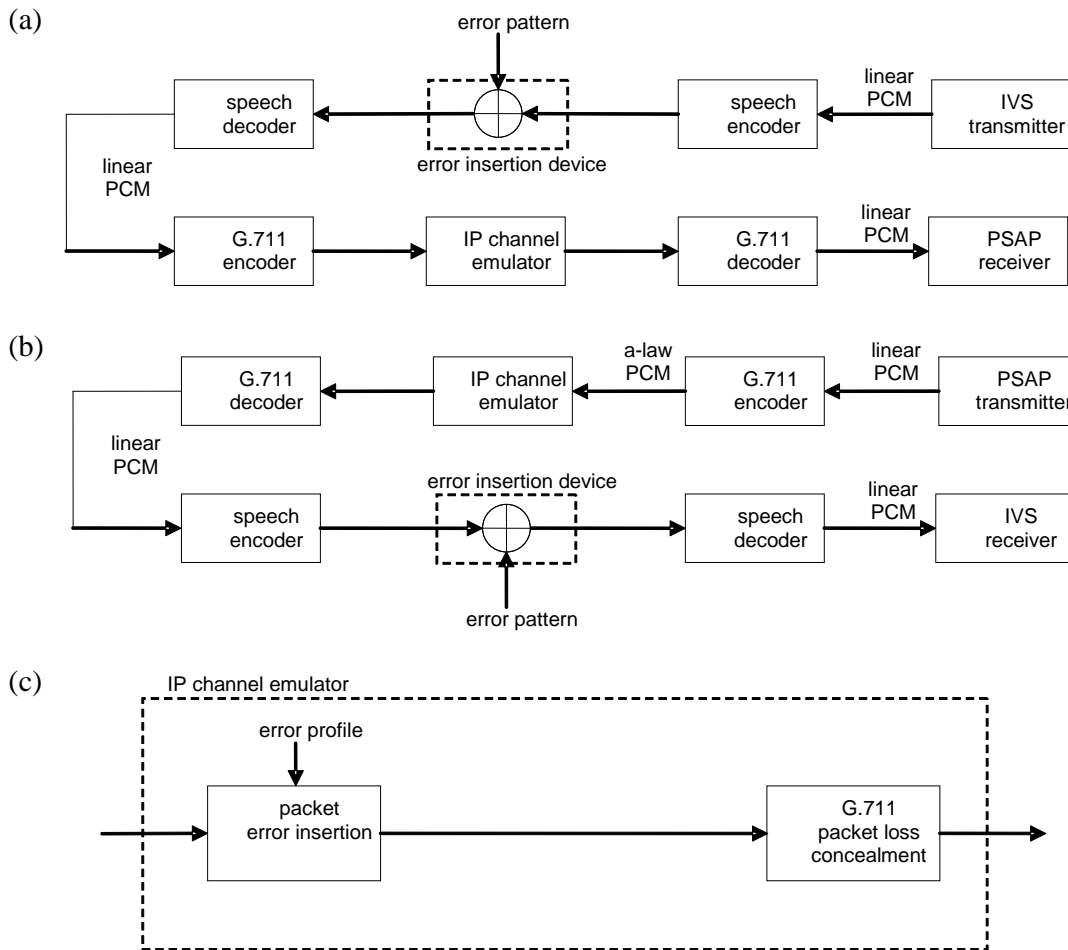 (a)
error pattern
speech
decoder
error insertion device
speech
encoder
linear
PCM
IVS
transmitter
linear
PCM
G.711
encoder
IP channel
emulator
G.711
decoder
linear
PCM
PSAP
receiver
(b)
G.711
decoder
IP channel
emulator
a-law
PCM
G.711
encoder
linear
PCM
PSAP
transmitter
linear
PCM
speech
encoder
error insertion device
error pattern
speech
decoder
linear
PCM
IVS
receiver
(c)
IP channel emulator
error profile
packet
error insertion
G.711
packet loss
concealment